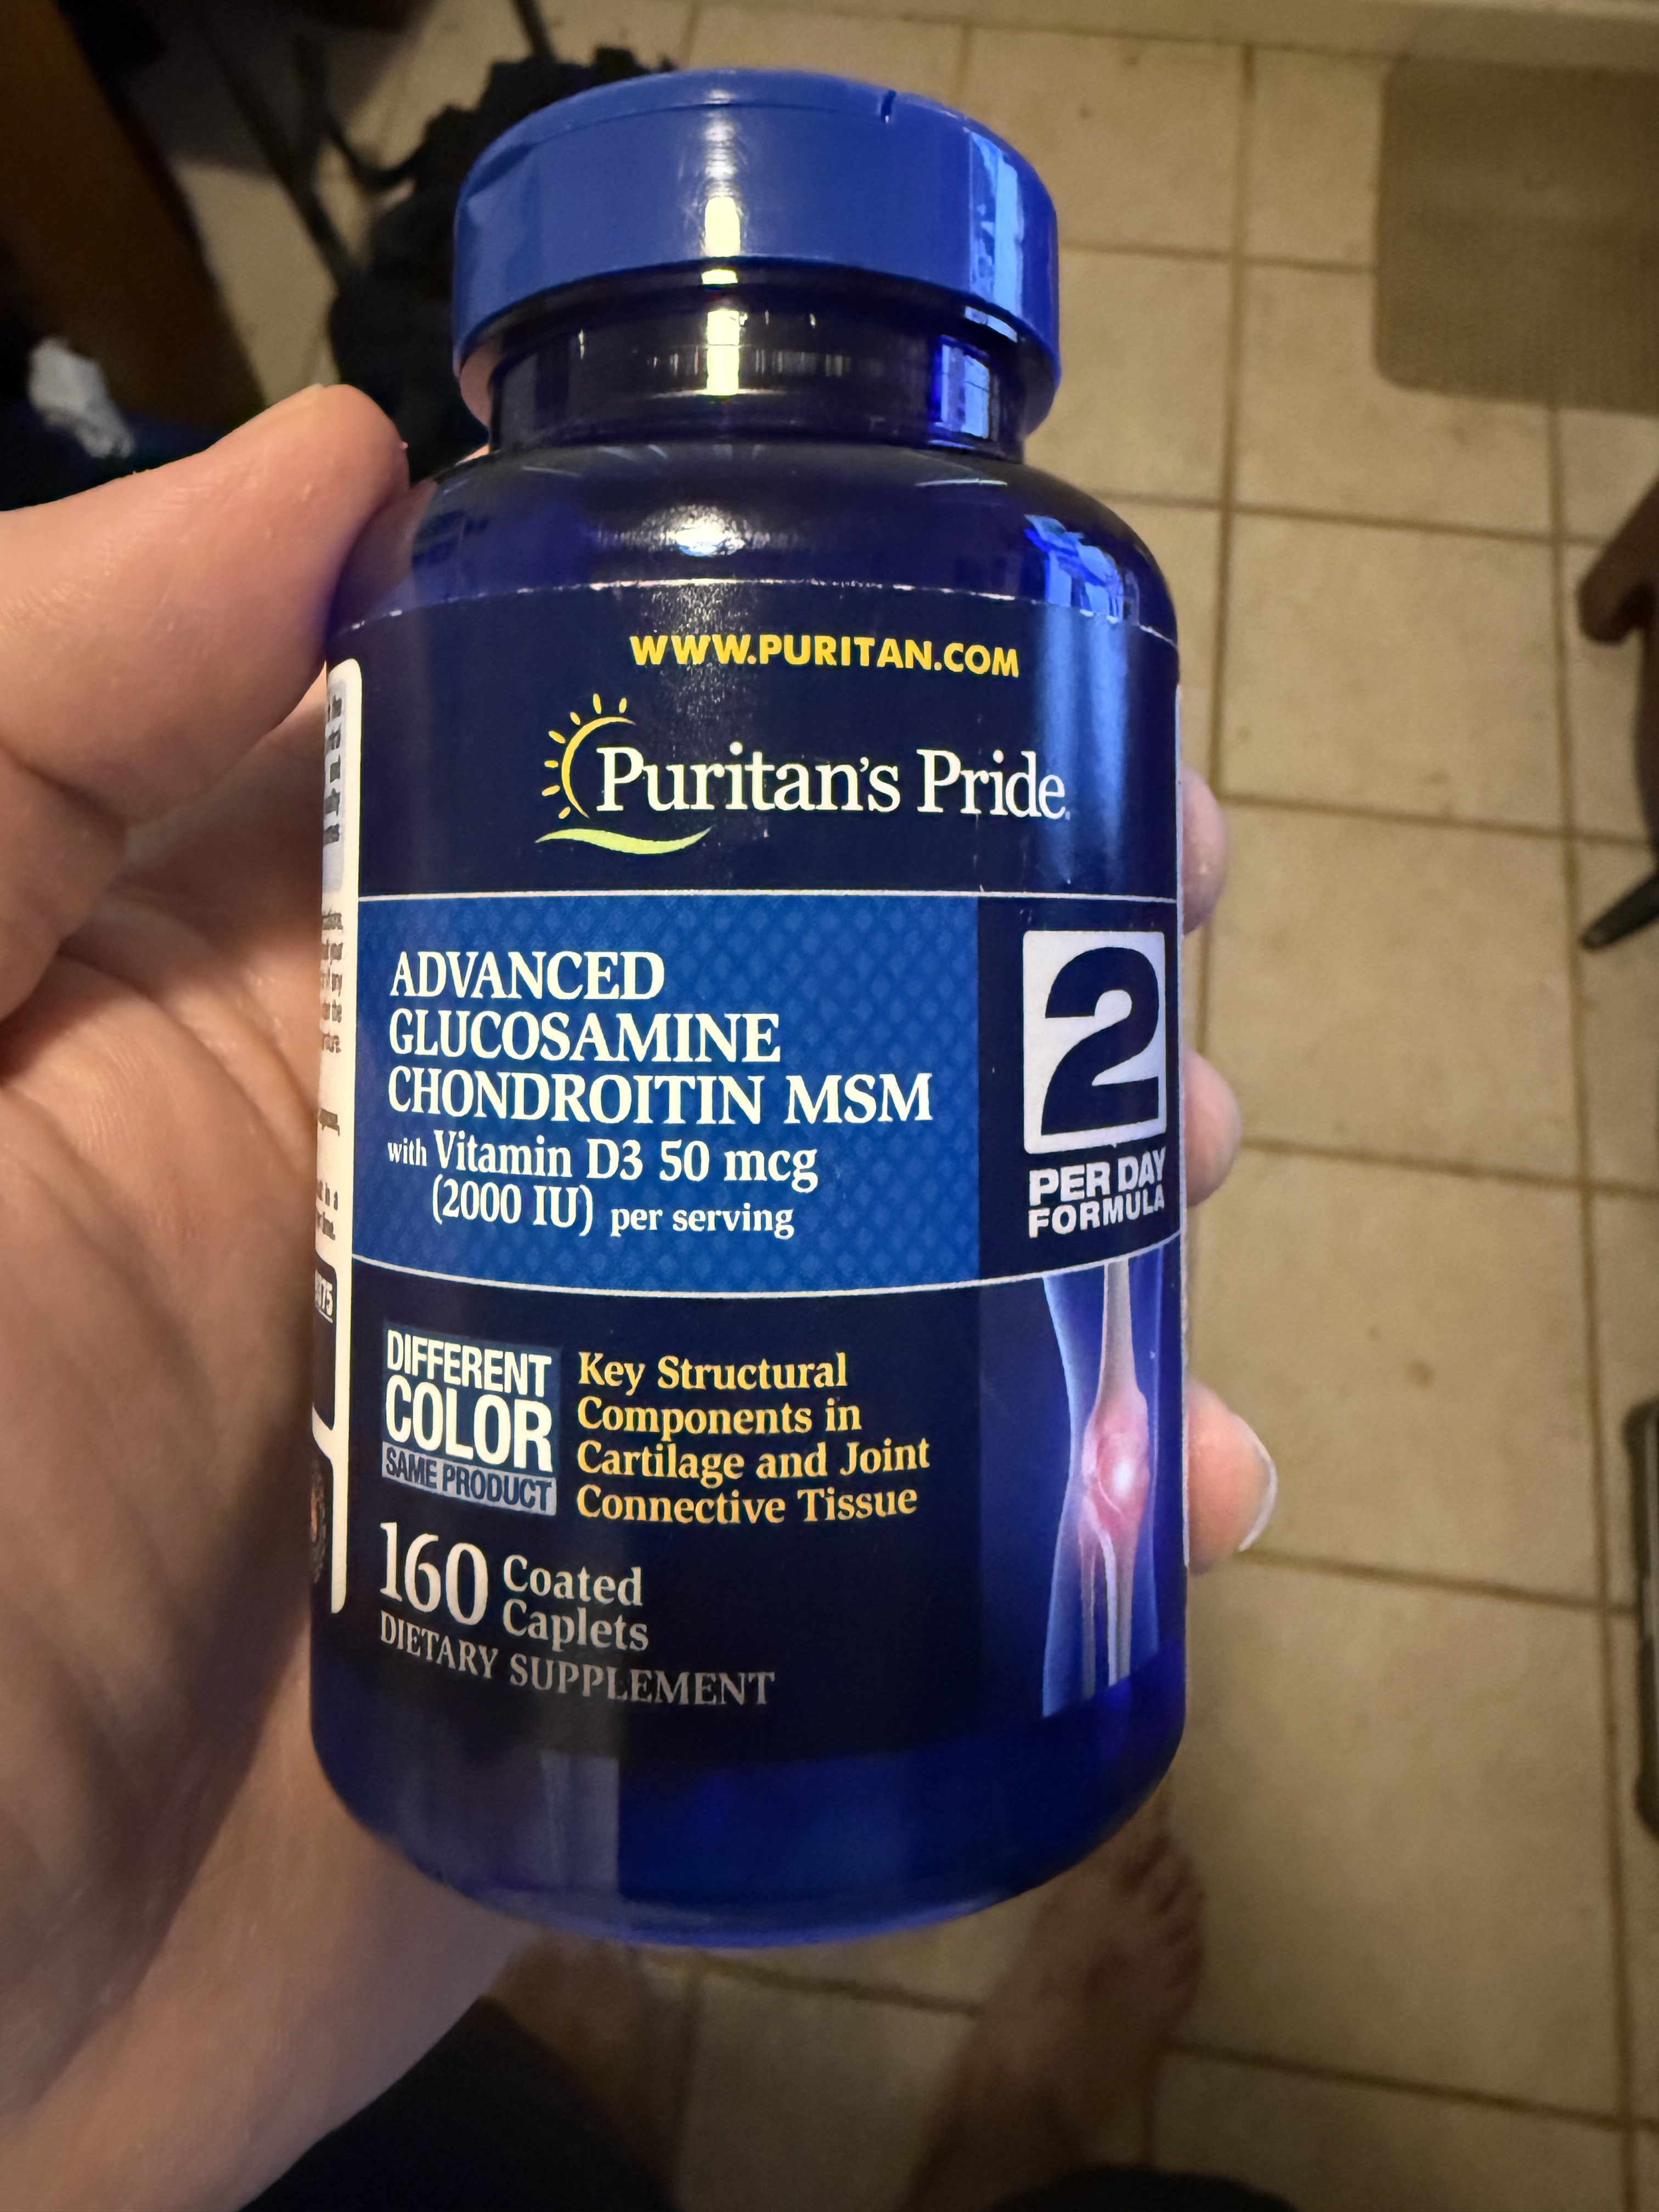 WWW.PURITAN.COM
Puritan's Pride®
ADVANCED
GLUCOSAMINE
CHONDROITIN MSM
with Vitamin D3 50 mcg
(2000 IU) per serving
2
PER DAY
FORMULA
DIFFERENT
COLOR
SAME PRODUCT
Key Structural
Components in
Cartilage and Joint
Connective Tissue
160 Coated
Caplets
DIETARY SUPPLEMENT